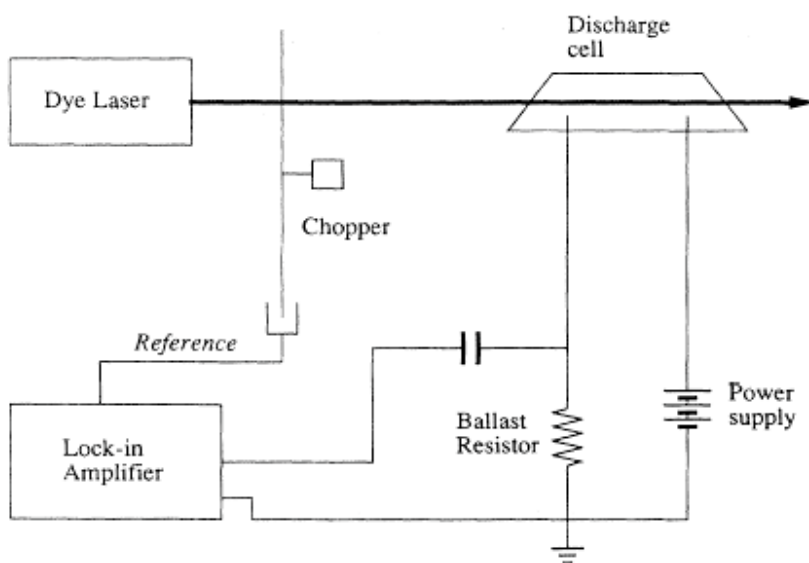 Discharge
cell
Dye Laser
Chopper
Reference
Lock-in
Amplifier
Ballast
Resistor
Power
supply